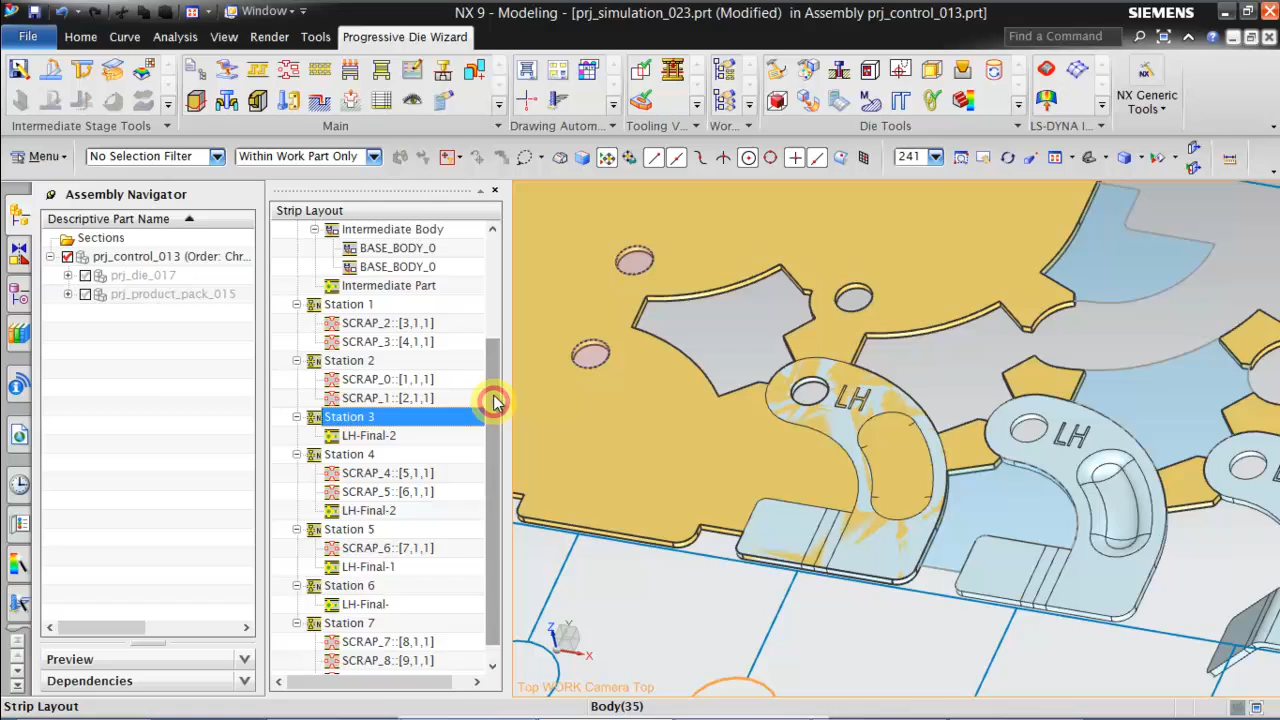 NX 9 - Modeling - [prj_simulation_023.prt (Modified) in Assembly prj_control_013.prt]
SIEMENS
Window
File
Home
Curve
Analysis
View
Render
Tools
Progressive Die Wizard
Find a Command
NX Generic
Tools
Intermediate Stage Tools
Main
Drawing Autom...
Tooling V...
Wor...
Die Tools
LS-DYNA I...
Menu
No Selection Filter
Within Work Part Only
241
Assembly Navigator
Descriptive Part Name
Sections
prj_control_013 (Order: Chr...
prj_die_017
prj_product_pack_015
Preview
Dependencies
Strip Layout
Intermediate Body
BASE_BODY_0
BASE_BODY_0
Intermediate Part
Station 1
SCRAP_2::[3,1,1]
SCRAP_3::[4,1,1]
Station 2
SCRAP_0::[1,1,1]
SCRAP_1::[2,1,1]
Station 3
LH-Final-2
Station 4
SCRAP_4::[5,1,1]
SCRAP_5::[6,1,1]
LH-Final-2
Station 5
SCRAP_6::[7,1,1]
LH-Final-1
Station 6
LH-Final-
Station 7
SCRAP_7::[8,1,1]
SCRAP_8::[9,1,1]
LH
LH
Z
Y
X
Top WORK Camera Top
Strip Layout
Body(35)